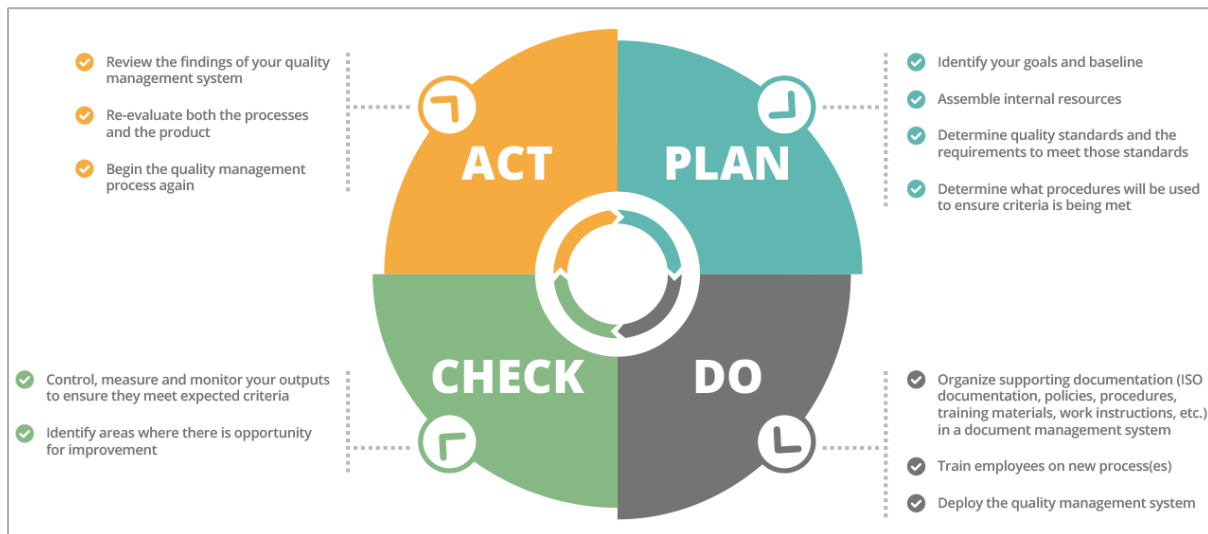 ACT
Review the findings of your quality
management system
Re-evaluate both the processes
and the product
Begin the quality management
process again
PLAN
Identify your goals and baseline
Assemble internal resources
Determine quality standards and the
requirements to meet those standards
Determine what procedures will be used
to ensure criteria is being met
CHECK
Control, measure and monitor your outputs
to ensure they meet expected criteria
Identify areas where there is opportunity
for improvement
DO
Organize supporting documentation (ISO
documentation, policies, procedures,
training materials, work instructions, etc.)
in a document management system
Train employees on new process(es)
Deploy the quality management system